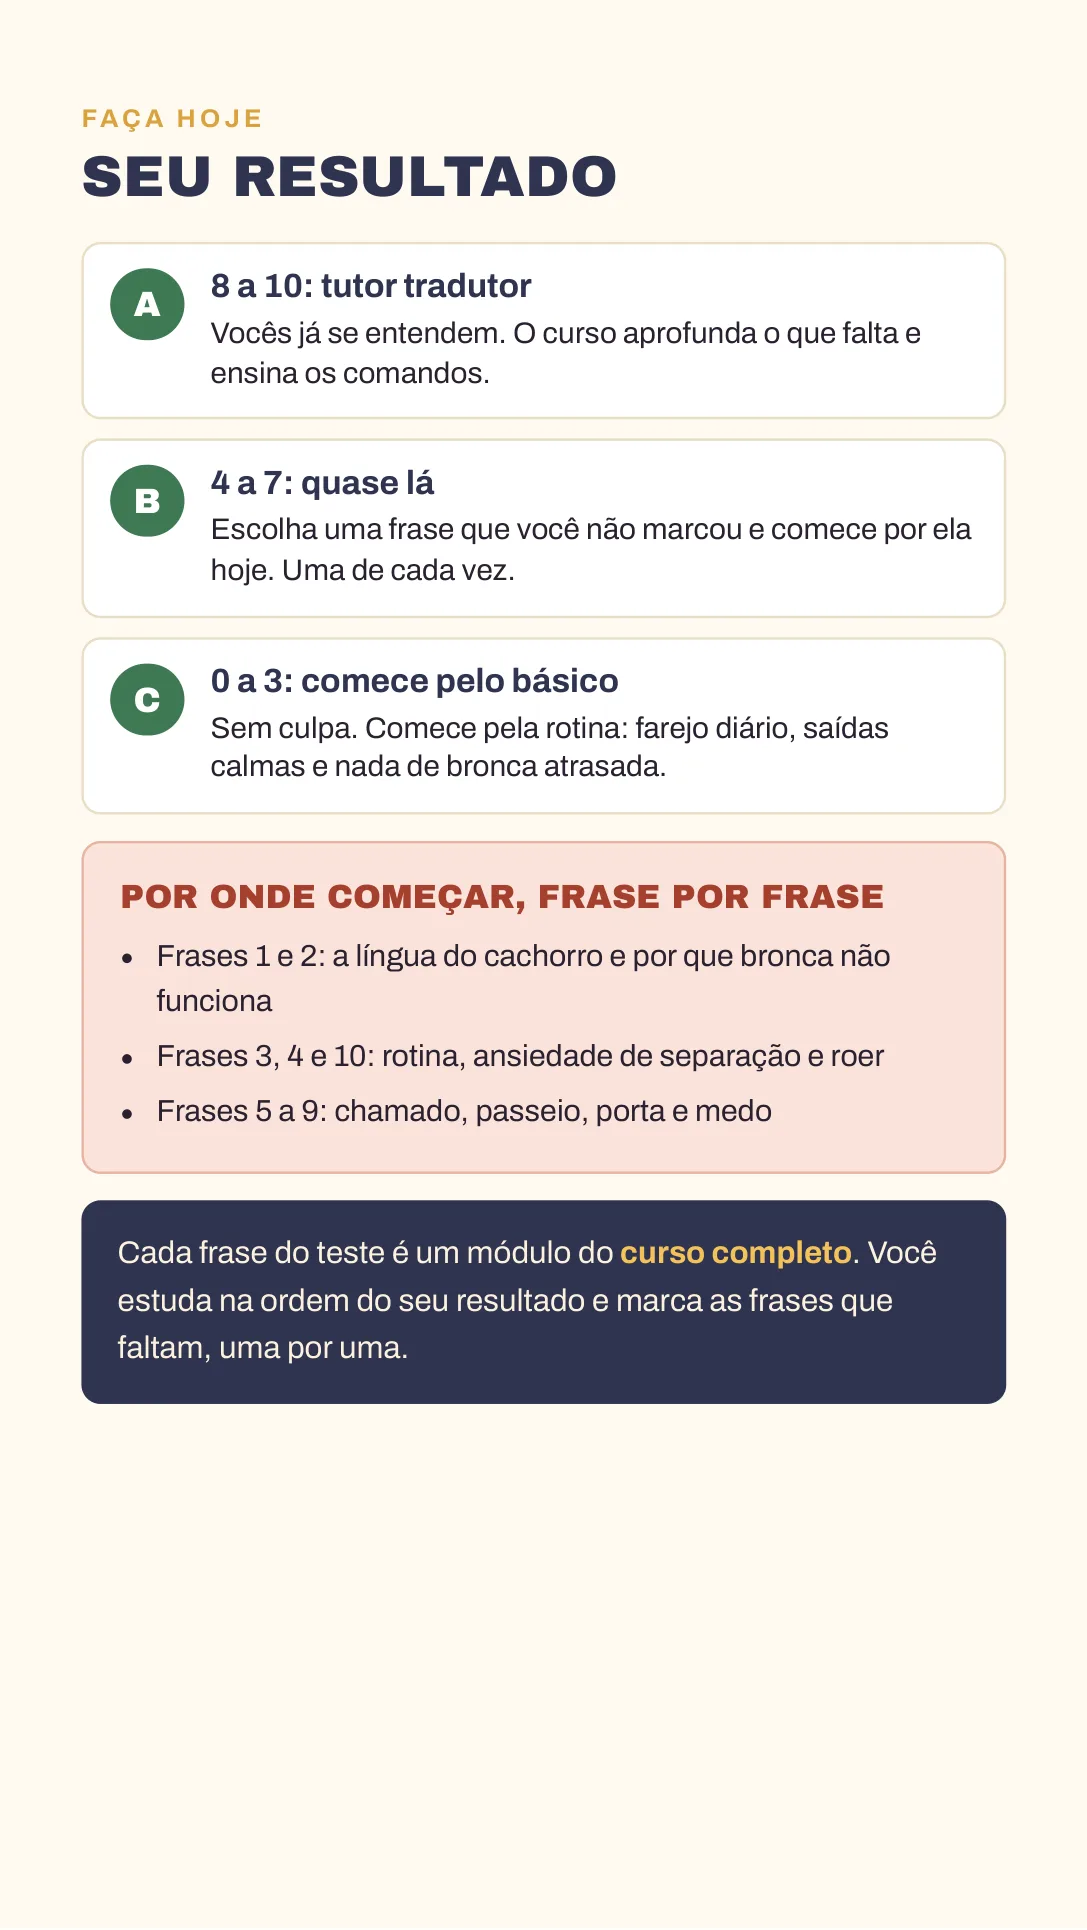 FAÇA HOJE
SEU RESULTADO
A
8 a 10: tutor tradutor
Vocês já se entendem. O curso aprofunda o que falta e
ensina os comandos.
B
4 a 7: quase lá
Escolha uma frase que você não marcou e comece por ela
hoje. Uma de cada vez.
C
0 a 3: comece pelo básico
Sem culpa. Comece pela rotina: farejo diário, saídas
calmas e nada de bronca atrasada.
POR ONDE COMEÇAR, FRASE POR FRASE
• Frases 1 e 2: a língua do cachorro e por que bronca não
funciona
• Frases 3, 4 e 10: rotina, ansiedade de separação e roer
• Frases 5 a 9: chamado, passeio, porta e medo
Cada frase do teste é um módulo do curso completo. Você
estuda na ordem do seu resultado e marca as frases que
faltam, uma por uma.